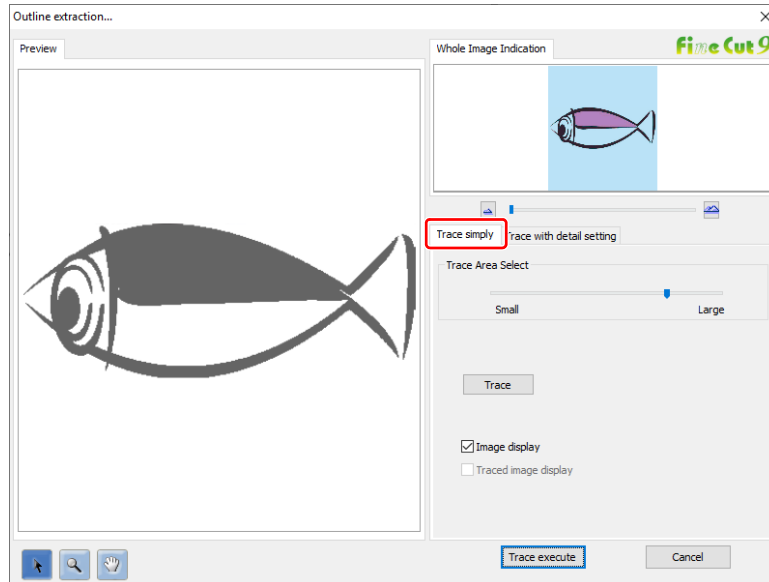 Outline extraction...
Preview
Whole Image Indication
Fine Cut 9
Trace simply
Trace with detail setting
Trace Area Select
Small Large
Trace
Image display
Traced image display
Trace execute Cancel